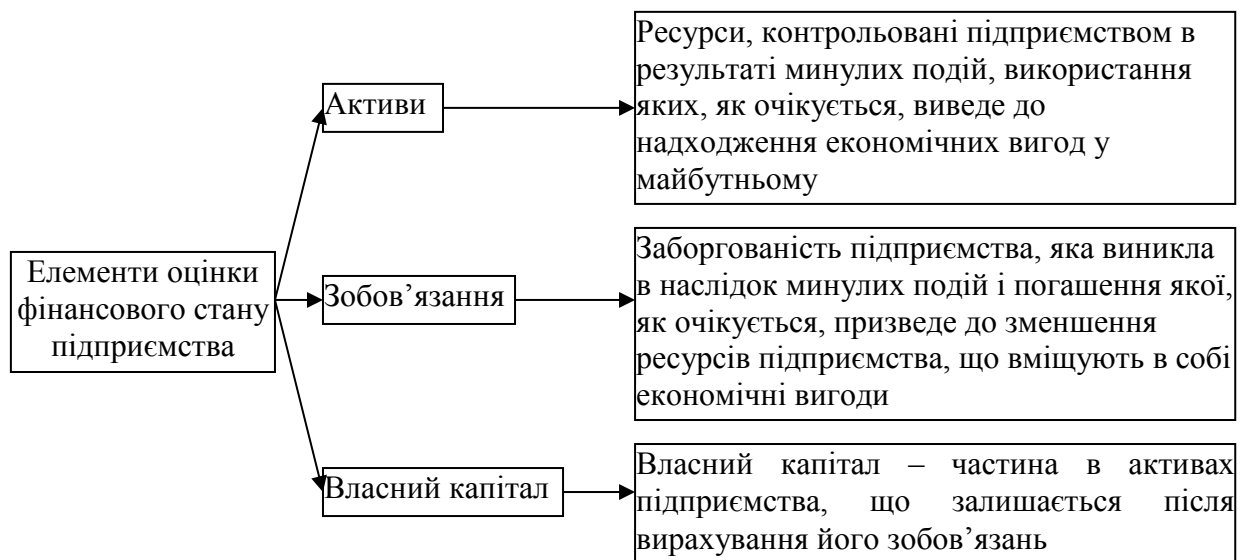 Елементи оцінки
фінансового стану
підприємства
Активи
Ресурси, контрольовані підприємством в
результаті минулих подій, використання
яких, як очікується, виведе до
надходження економічних вигод у
майбутньому
Зобов’язання
Заборгованість підприємства, яка виникла
в наслідок минулих подій і погашення якої,
як очікується, призведе до зменшення
ресурсів підприємства, що вміщують в собі
економічні вигоди
Власний капітал
Власний капітал – частина в активах
підприємства, що залишається після
вирахування його зобов’язань